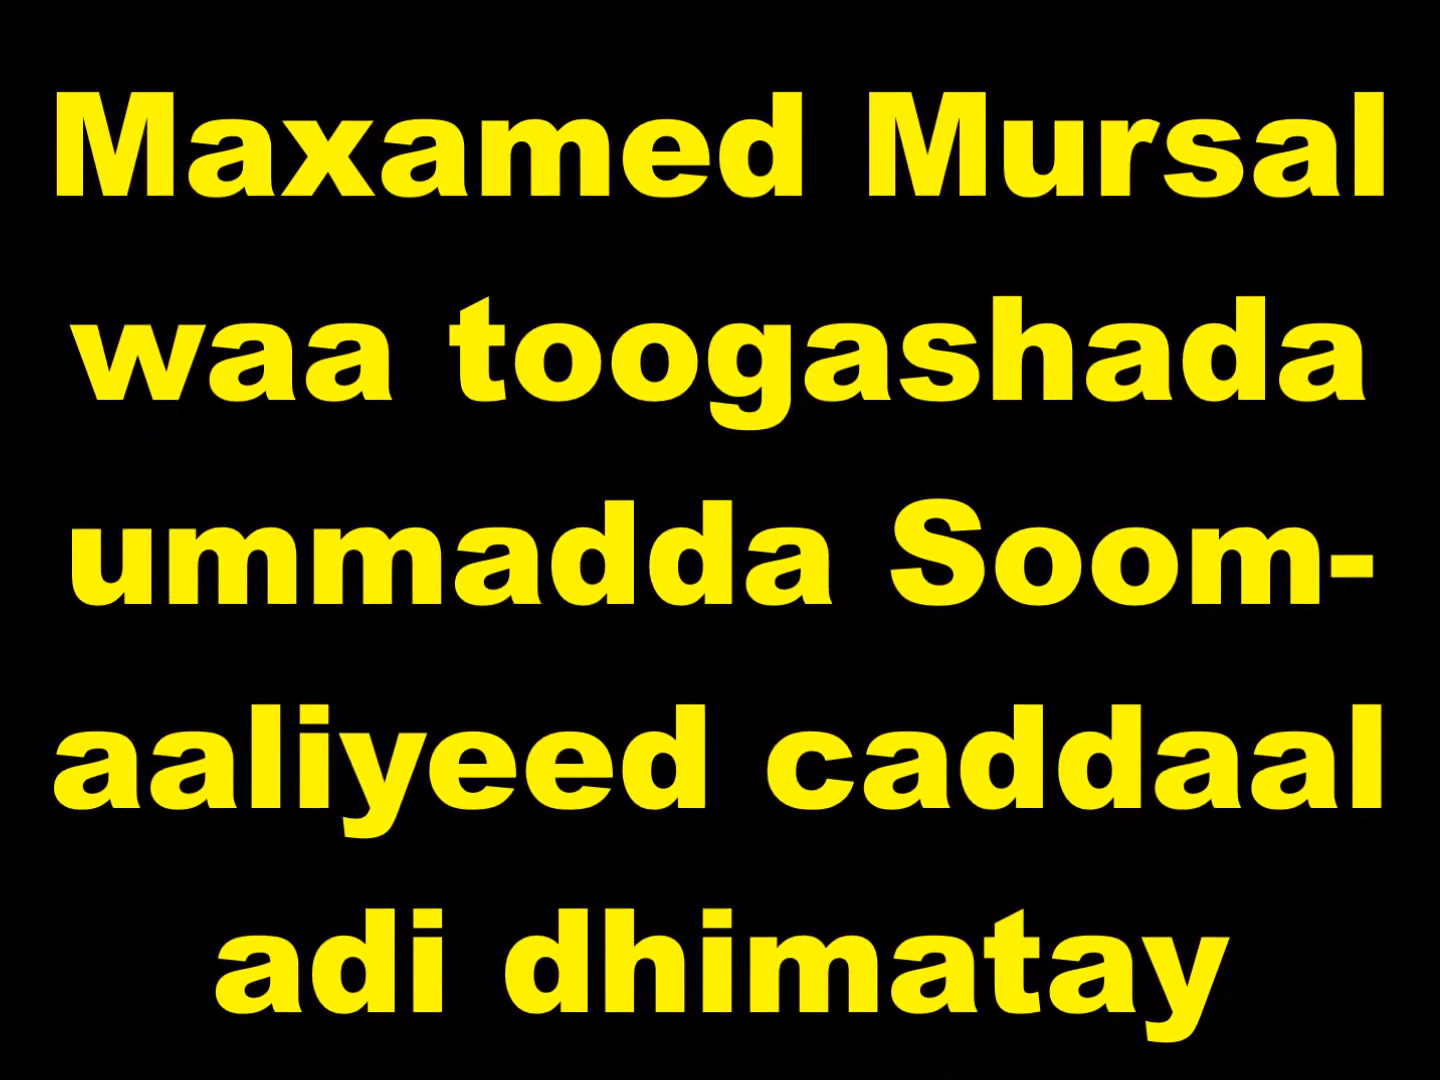 Maxamed Mursal
waa toogashada
ummadda Soom-
aaliyeed caddaal
adi dhimatay